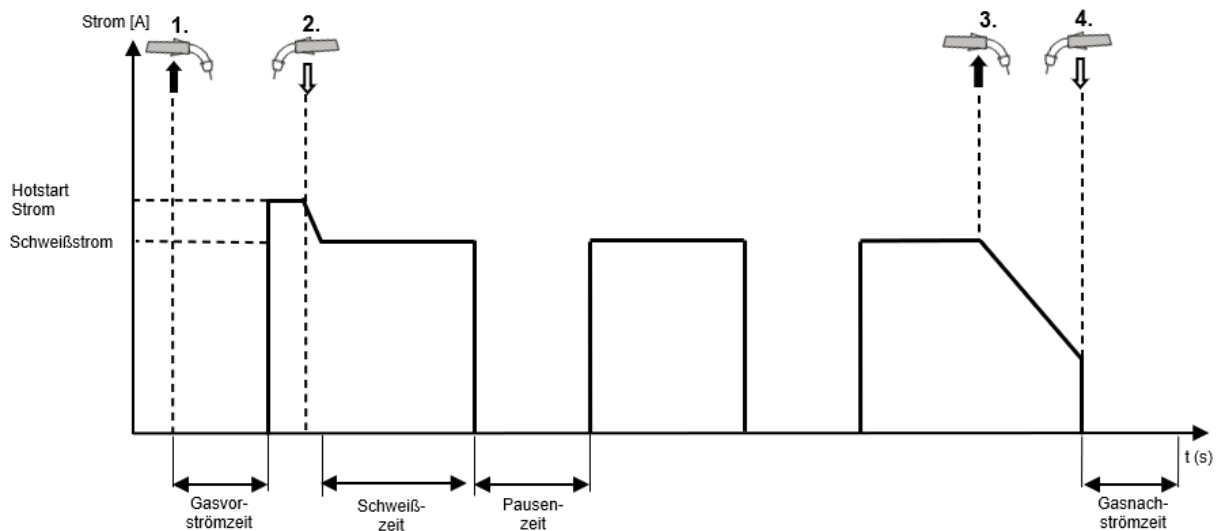 Strom [A]
1.
2.
3.
4.
Hotstart
Strom
Schweißstrom
t (s)
Gasvor-
strömzeit
Schweiß-
zeit
Pausen-
zeit
Gasnach-
strömzeit